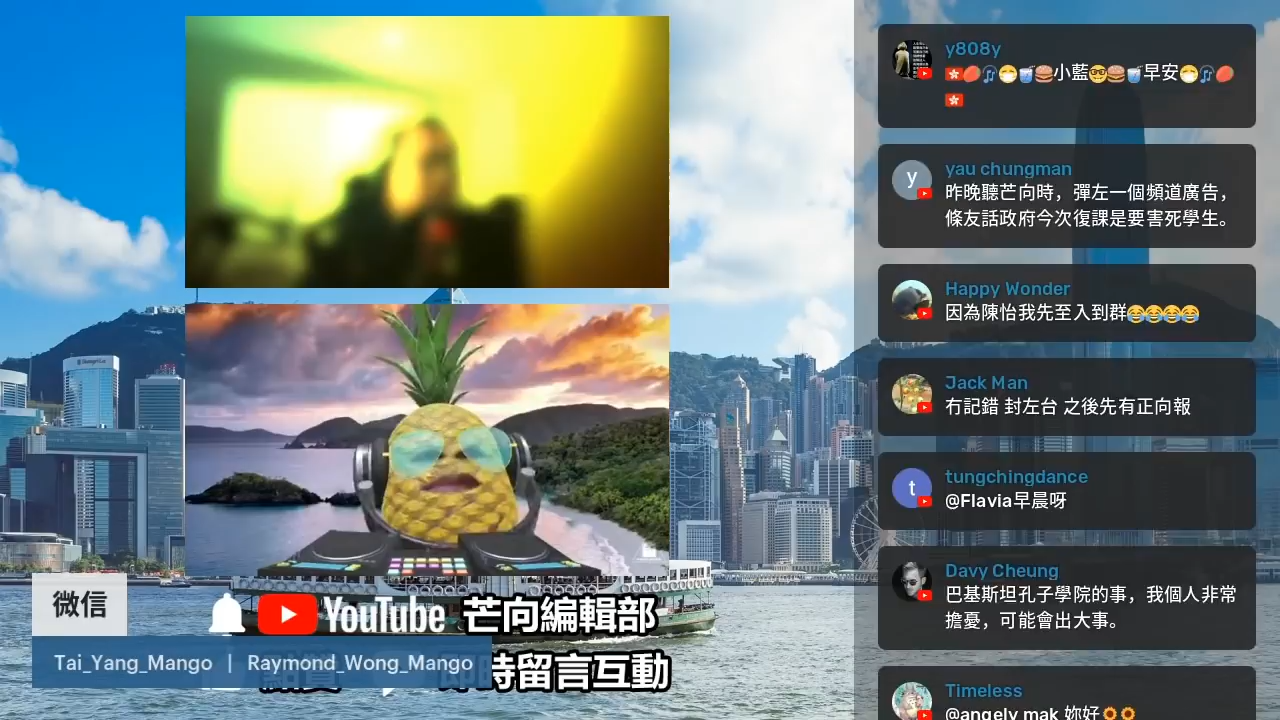 y808y
小藍
早安
yau chungman
昨晚聽芒向時，彈左一個頻道廣告，
條友話政府今次復課是要害死學生。
Happy Wonder
因為陳怡我先至入到群😂😂😂😂
Jack Man
冇記錯 封左台 之後先有正向報
t
tungchingdance
@Flavia早晨呀
Davy Cheung
巴基斯坦孔子學院的事，我個人非常
擔憂，可能會出大事。
Timeless
@angely mak 妳好🌻🌻
Shangri-La
微信
YouTube 芒向編輯部
Tai_Yang_Mango | Raymond_Wong_Mango
即時留言互動